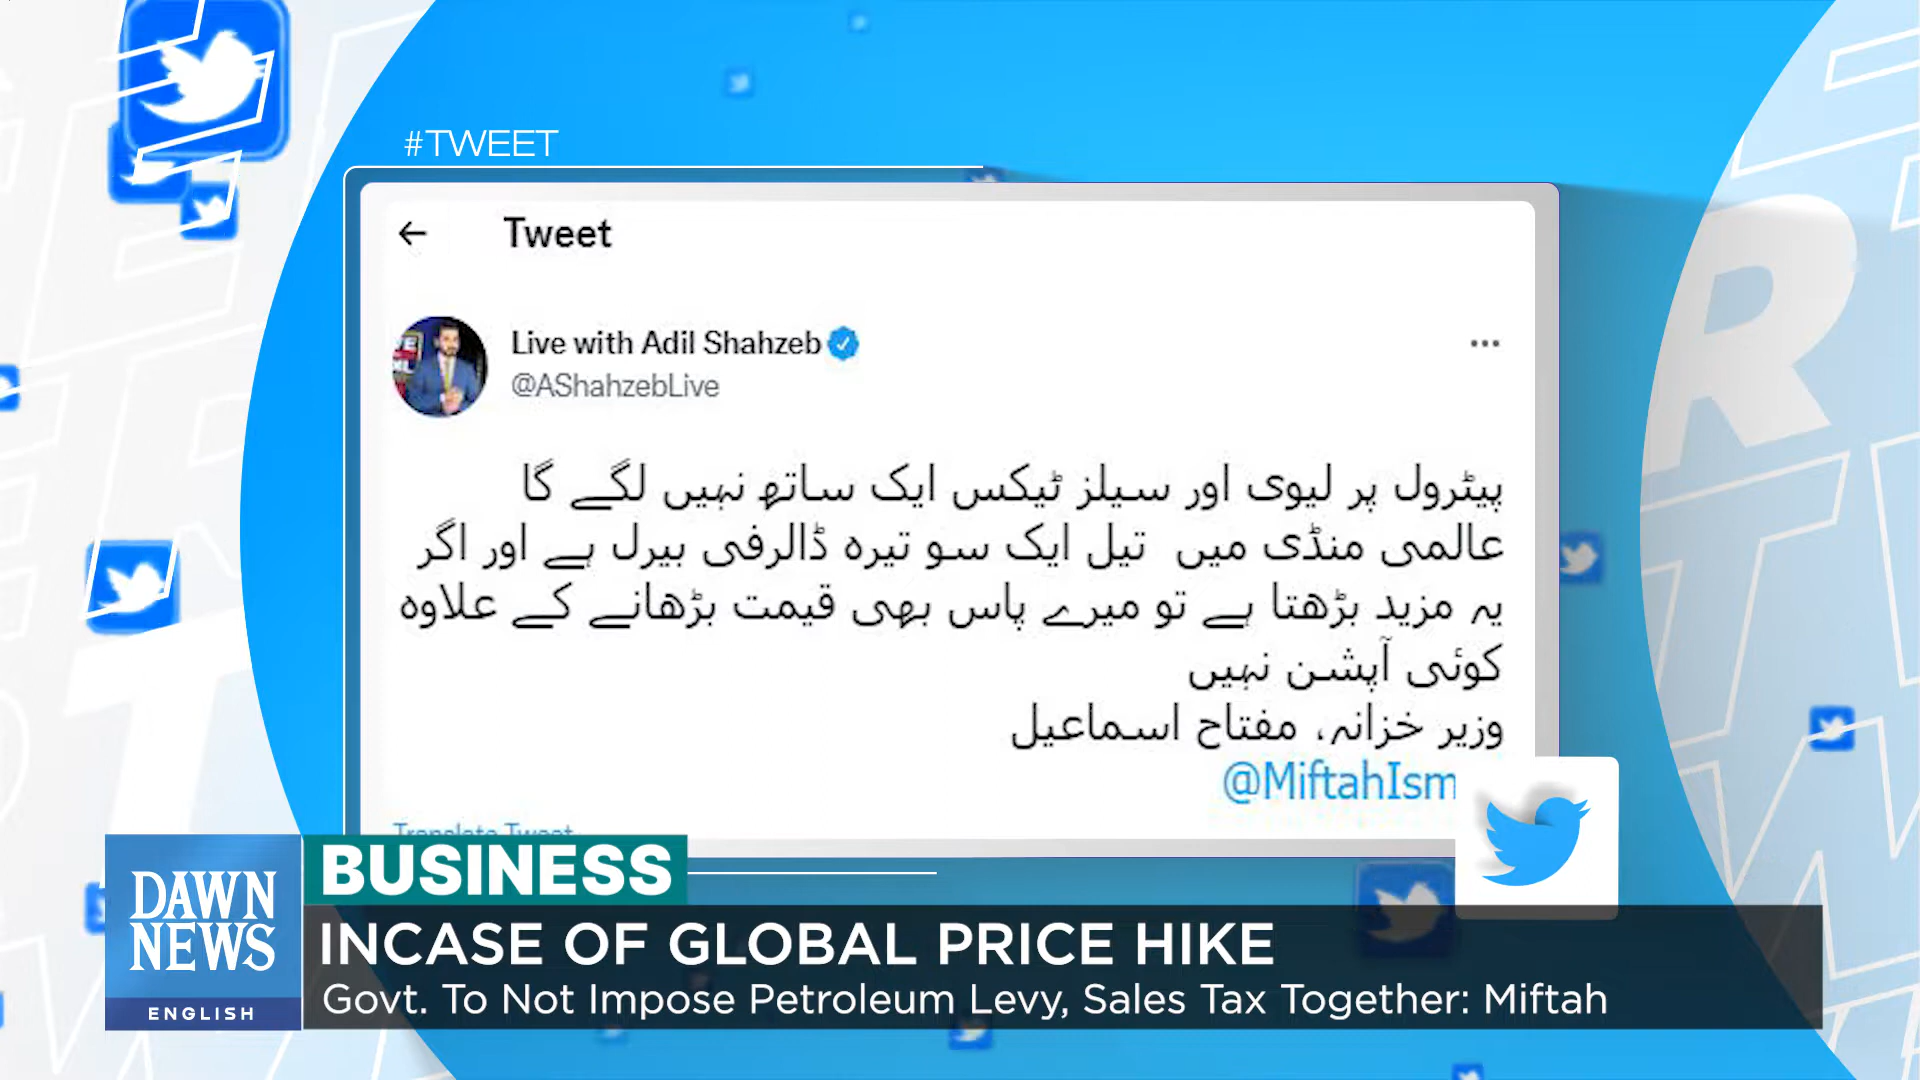 #TWEET
Tweet
Live with Adil Shahzeb
@AShahzebLive
پیٹرول پر لیوی اور سیلز ٹیکس ایک ساتھ نہیں لگے گا
عالمی منڈی میں تیل ایک سو تیرہ ڈالرفی بیرل ہے اور اگر
یہ مزید بڑھتا ہے تو میرے پاس بھی قیمت بڑھانے کے علاوہ
کوئی آپشن نہیں
وزیر خزانہ، مفتاح اسماعیل
@MiftahIsm
Translate Tweet
BUSINESS
DAWN
NEWS
ENGLISH
INCASE OF GLOBAL PRICE HIKE
Govt. To Not Impose Petroleum Levy, Sales Tax Together: Miftah